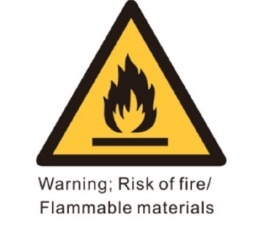 Warning; Risk of fire/
Flammable materials